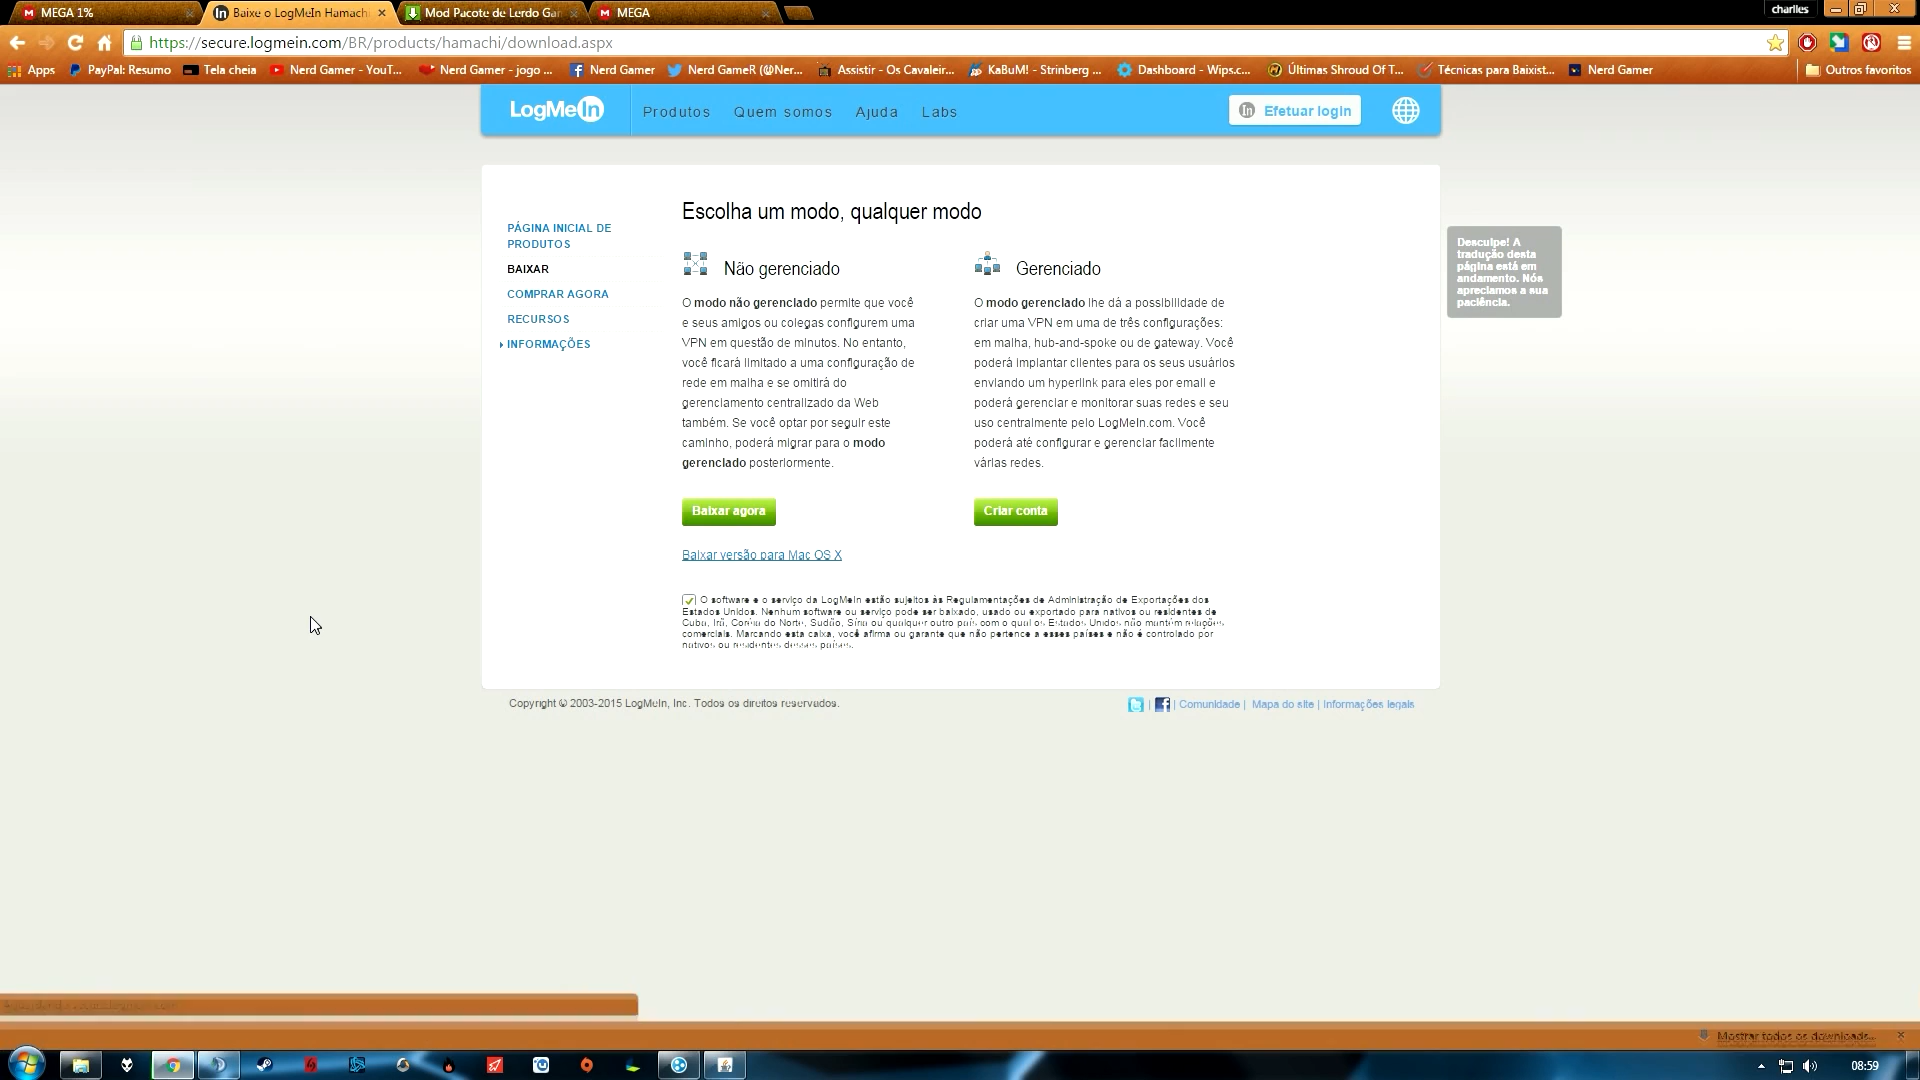 MEGA 1%
Baixe o LogMeIn Hamachi
Mod Pacote de Lerdo Gam
MEGA
charlles
https://secure.logmein.com/BR/products/hamachi/download.aspx
Apps
PayPal: Resumo
Tela cheia
Nerd Gamer - YouT...
Nerd Gamer - jogo ...
Nerd Gamer
Nerd GameR (@Ner...
Assistir - Os Cavaleir...
KaBuM! - Strinberg ...
Dashboard - Wips.c...
Últimas Shroud Of T...
Técnicas para Baixist...
Nerd Gamer
Outros favoritos
LogMeIn
Produtos
Quem somos
Ajuda
Labs
Efetuar login
PÁGINA INICIAL DE
PRODUTOS
BAIXAR
COMPRAR AGORA
RECURSOS
INFORMAÇÕES
Escolha um modo, qualquer modo
Não gerenciado
O modo não gerenciado permite que você
e seus amigos ou colegas configurem uma
VPN em questão de minutos. No entanto,
você ficará limitado a uma configuração de
rede em malha e se omitirá do
gerenciamento centralizado da Web
também. Se você optar por seguir este
caminho, poderá migrar para o modo
gerenciado posteriormente.
Baixar agora
Baixar versão para Mac OS X
Gerenciado
O modo gerenciado lhe dá a possibilidade de
criar uma VPN em uma de três configurações:
em malha, hub-and-spoke ou de gateway. Você
poderá implantar clientes para os seus usuários
enviando um hyperlink para eles por email e
poderá gerenciar e monitorar suas redes e seu
uso centralmente pelo LogMeIn.com. Você
poderá até configurar e gerenciar facilmente
várias redes.
Criar conta
Desculpe! A
tradução desta
página está em
andamento. Nós
apreciamos a sua
paciência.
O software e o serviço da LogMeIn estão sujeitos às Regulamentações de Administração de Exportações dos
Estados Unidos. Nenhum software ou serviço pode ser baixado, usado ou exportado para nativos ou residentes de
Cuba, Irã, Coréia do Norte, Sudão, Síria ou qualquer outro país com o qual os Estados Unidos não mantém relações
comerciais. Marcando esta caixa, você afirma ou garante que não pertence a esses países e não é controlado por
nativos ou residentes desses países.
Copyright © 2003-2015 LogMeIn, Inc. Todos os direitos reservados.
| | Comunidade | Mapa do site | Informações legais
Mostrar todos os downloads...
08:59